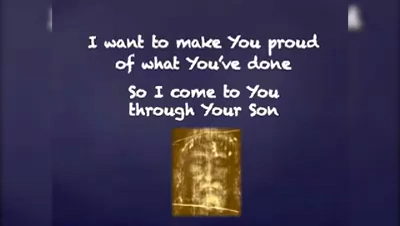 I want to make You proud
of what You've done
So I come to You
through Your Son